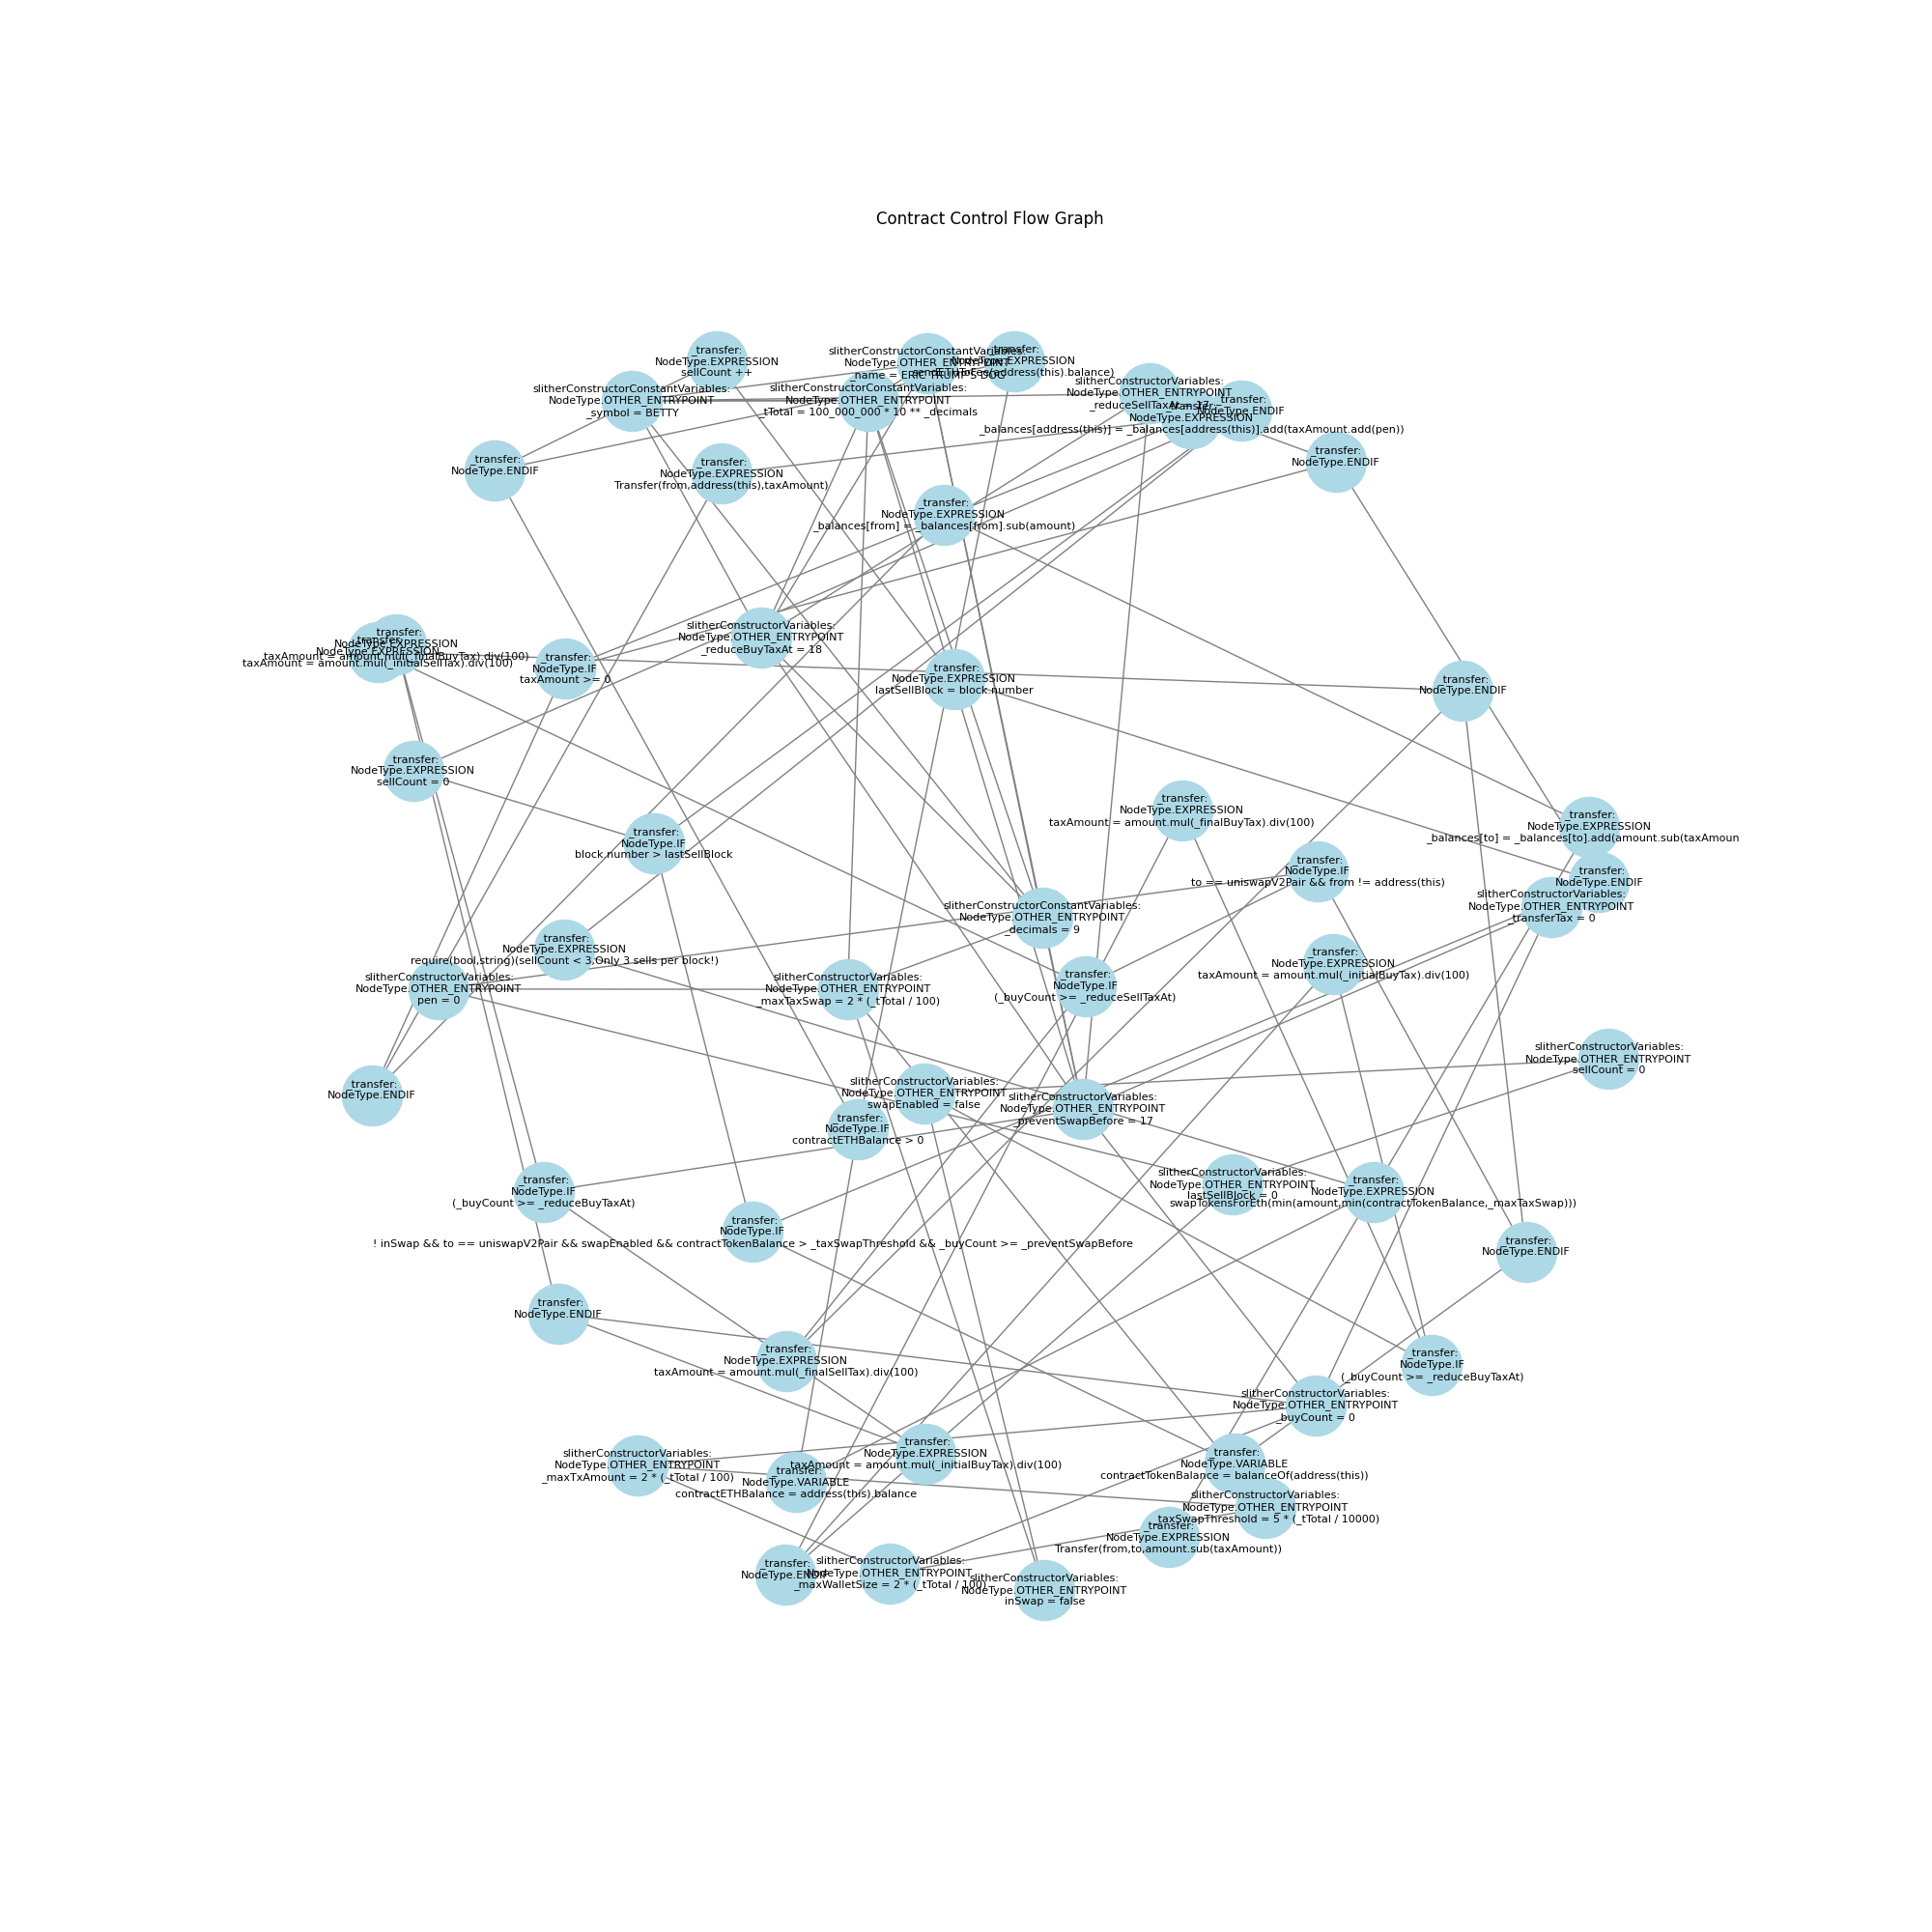 Contract Control Flow Graph
_transfer:
NodeType.EXPRESSION
sellCount ++
slitherConstructorConstantVariables:
NodeType.OTHER_ENTRYPOINT
_name = ERIC TRUMP'S DOG
_transfer:
NodeType.EXPRESSION
slitherConstructorConstantVariables:
NodeType.OTHER_ENTRYPOINT
_symbol = BETTY
slitherConstructorConstantVariables:
NodeType.OTHER_ENTRYPOINT
_tTotal = 100_000_000 * 10 ** _decimals
slitherConstructorVariables:
NodeType.OTHER_ENTRYPOINT
_reduceSellTaxAt = 17
_transfer:
NodeType.ENDIF
_transfer:
NodeType.EXPRESSION
_balances[address(this)] = _balances[address(this)].add(taxAmount.add(pen))
_transfer:
NodeType.ENDIF
_transfer:
NodeType.ENDIF
_transfer:
NodeType.EXPRESSION
Transfer(from,address(this),taxAmount)
_transfer:
NodeType.EXPRESSION
_balances[from] = _balances[from].sub(amount)
slitherConstructorVariables:
NodeType.OTHER_ENTRYPOINT
_reduceBuyTaxAt = 18
_transfer:
NodeType.EXPRESSION
taxAmount = amount.mul(_finalBuyTax).div(100)
_transfer:
NodeType.EXPRESSION
taxAmount = amount.mul(_initialSellTax).div(100)
_transfer:
NodeType.IF
taxAmount >= 0
_transfer:
NodeType.EXPRESSION
lastSellBlock = block.number
_transfer:
NodeType.ENDIF
_transfer:
NodeType.EXPRESSION
sellCount = 0
_transfer:
NodeType.EXPRESSION
taxAmount = amount.mul(_finalBuyTax).div(100)
_transfer:
NodeType.EXPRESSION
_balances[to] = _balances[to].add(amount.sub(taxAmoun
_transfer:
NodeType.IF
block.number > lastSellBlock
_transfer:
NodeType.IF
to == uniswapV2Pair && from != address(this)
_transfer:
NodeType.ENDIF
slitherConstructorVariables:
NodeType.OTHER_ENTRYPOINT
_transferTax = 0
slitherConstructorConstantVariables:
NodeType.OTHER_ENTRYPOINT
_decimals = 9
_transfer:
NodeType.EXPRESSION
require(bool,string)(sellCount < 3,Only 3 sells per block!)
_transfer:
NodeType.EXPRESSION
taxAmount = amount.mul(_initialBuyTax).div(100)
slitherConstructorVariables:
NodeType.OTHER_ENTRYPOINT
pen = 0
slitherConstructorVariables:
NodeType.OTHER_ENTRYPOINT
_maxTaxSwap = 2 * (_tTotal / 100)
_transfer:
NodeType.IF
(_buyCount >= _reduceSellTaxAt)
slitherConstructorVariables:
NodeType.OTHER_ENTRYPOINT
sellCount = 0
_transfer:
NodeType.ENDIF
slitherConstructorVariables:
NodeType.OTHER_ENTRYPOINT
swapEnabled = false
slitherConstructorVariables:
NodeType.OTHER_ENTRYPOINT
_preventSwapBefore = 17
_transfer:
NodeType.IF
contractETHBalance > 0
_transfer:
NodeType.IF
(_buyCount >= _reduceBuyTaxAt)
slitherConstructorVariables:
NodeType.OTHER_ENTRYPOINT
lastSellBlock = 0
_transfer:
NodeType.EXPRESSION
swapTokensForEth(min(amount,min(contractTokenBalance,_maxTaxSwap)))
_transfer:
NodeType.IF
! inSwap && to == uniswapV2Pair && swapEnabled && contractTokenBalance > _taxSwapThreshold && _buyCount >= _preventSwapBefore
_transfer:
NodeType.ENDIF
_transfer:
NodeType.ENDIF
_transfer:
NodeType.EXPRESSION
taxAmount = amount.mul(_finalSellTax).div(100)
_transfer:
NodeType.IF
(_buyCount >= _reduceBuyTaxAt)
slitherConstructorVariables:
NodeType.OTHER_ENTRYPOINT
_buyCount = 0
slitherConstructorVariables:
NodeType.OTHER_ENTRYPOINT
_maxTxAmount = 2 * (_tTotal / 100)
_transfer:
NodeType.VARIABLE
contractETHBalance = address(this).balance
_transfer:
NodeType.EXPRESSION
taxAmount = amount.mul(_initialBuyTax).div(100)
_transfer:
NodeType.VARIABLE
contractTokenBalance = balanceOf(address(this))
slitherConstructorVariables:
NodeType.OTHER_ENTRYPOINT
_taxSwapThreshold = 5 * (_tTotal / 10000)
_transfer:
NodeType.EXPRESSION
Transfer(from,to,amount.sub(taxAmount))
_transfer:
NodeType.ENDIF
slitherConstructorVariables:
NodeType.OTHER_ENTRYPOINT
_maxWalletSize = 2 * (_tTotal / 100)
slitherConstructorVariables:
NodeType.OTHER_ENTRYPOINT
inSwap = false